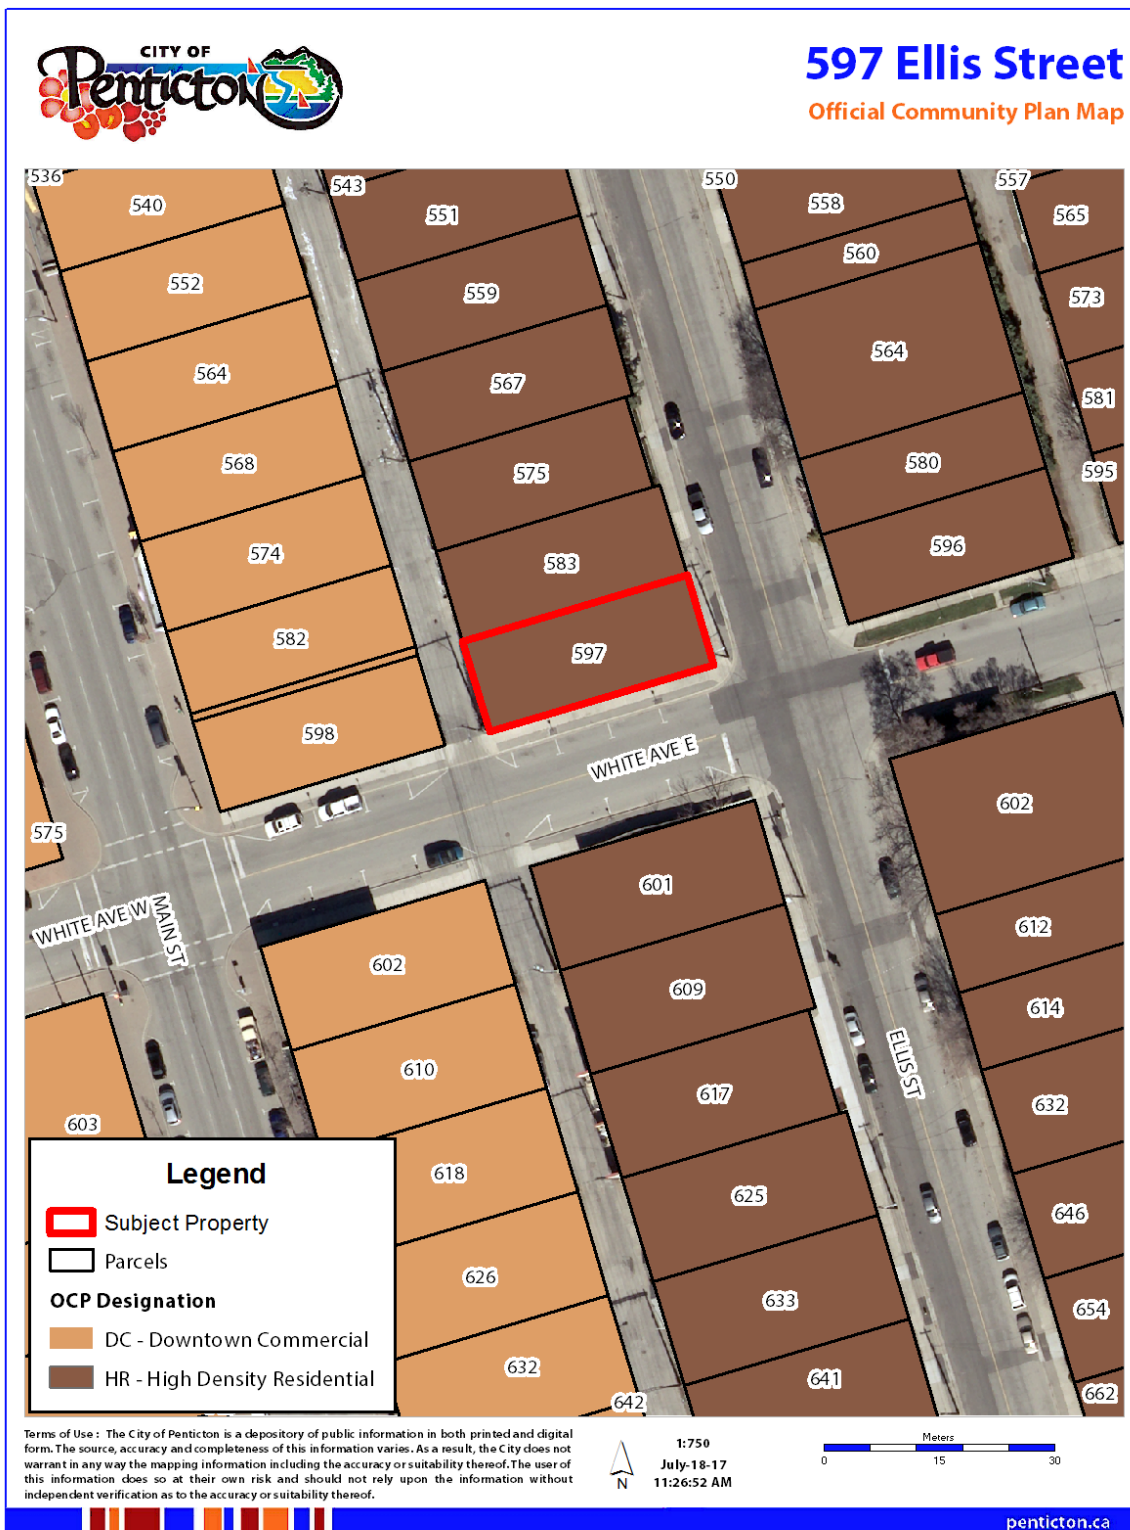 CITY OF
Penticton
597 Ellis Street
Official Community Plan Map
536
540
543
551
550
558
557
565
552
559
560
573
564
567
564
581
568
575
580
595
574
583
596
582
597
598
WHITE AVE E
575
602
WHITE AVE W
MAIN ST
601
602
609
612
610
617
614
ELLIS ST
603
618
625
632
626
633
646
632
641
654
642
662
Legend
Subject Property
Parcels
OCP Designation
DC - Downtown Commercial
HR - High Density Residential
Terms of Use : The City of Penticton is a depository of public information in both printed and digital
form. The source, accuracy and completeness of this information varies. As a result, the City does not
warrant in any way the mapping information including the accuracy or suitability thereof. The user of
this information does so at their own risk and should not rely upon the information without
independent verification as to the accuracy or suitability thereof.
N
1:750
July-18-17
11:26:52 AM
Meters
0 15 30
penticton.ca